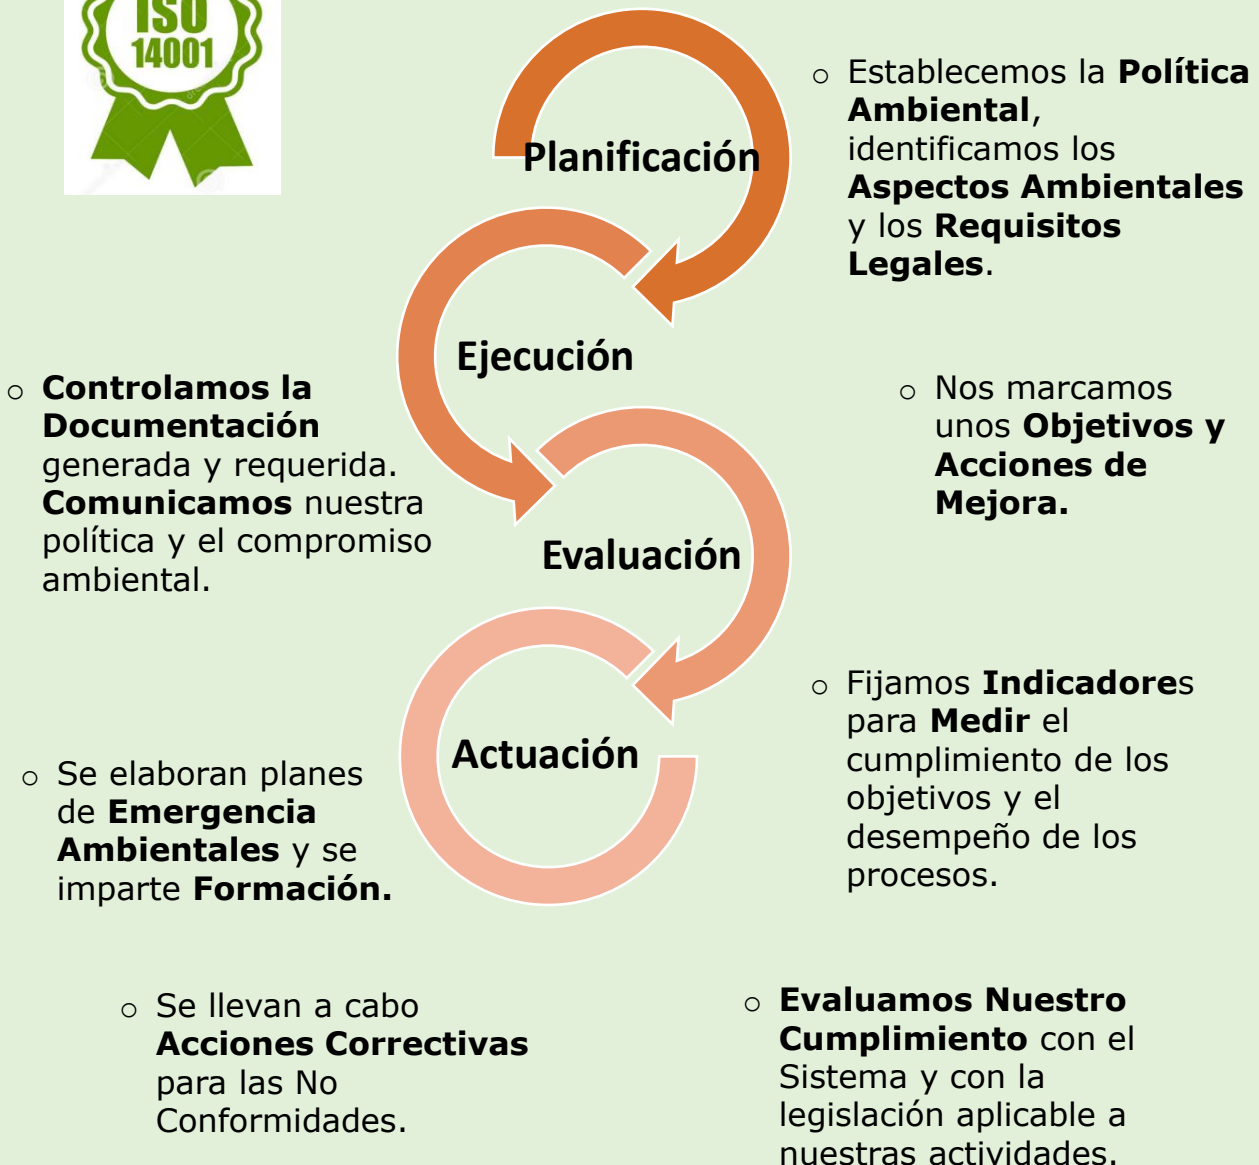 ISO
14001
Planificación
○ Establecemos la Política
Ambiental,
identificamos los
Aspectos Ambientales
y los Requisitos
Legales.
Ejecución
○ Controlamos la
Documentación
generada y requerida.
Comunicamos nuestra
política y el compromiso
ambiental.
○ Nos marcamos
unos Objetivos y
Acciones de
Mejora.
Evaluación
○ Fijamos Indicadores
para Medir el
cumplimiento de los
objetivos y el
desempeño de los
procesos.
Actuación
○ Se elaboran planes
de Emergencia
Ambientales y se
imparte Formación.
○ Se llevan a cabo
Acciones Correctivas
para las No
Conformidades.
○ Evaluamos Nuestro
Cumplimiento con el
Sistema y con la
legislación aplicable a
nuestras actividades.